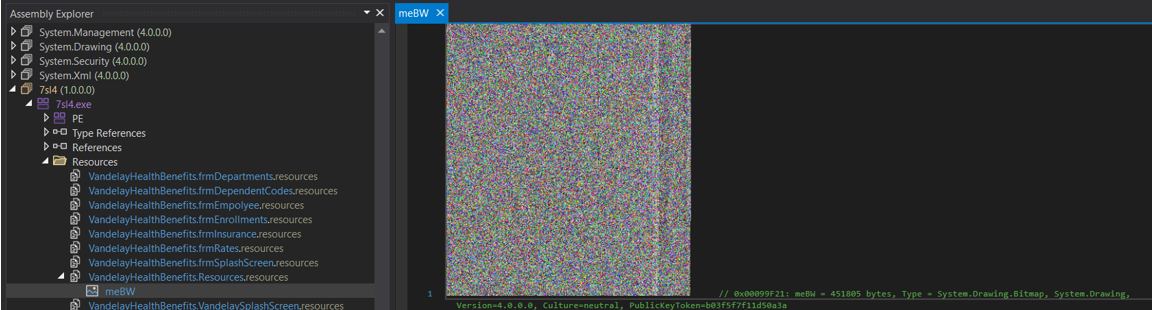 Assembly Explorer
meBW
System.Management (4.0.0.0)
System.Drawing (4.0.0.0)
System.Security (4.0.0.0)
System.Xml (4.0.0.0)
7sl4 (1.0.0.0)
7sl4.exe
PE
Type References
References
Resources
VandelayHealthBenefits.frmDepartments.resources
VandelayHealthBenefits.frmDependentCodes.resources
VandelayHealthBenefits.frmEmpolyee.resources
VandelayHealthBenefits.frmEnrollments.resources
VandelayHealthBenefits.frmInsurance.resources
VandelayHealthBenefits.frmRates.resources
VandelayHealthBenefits.frmSplashScreen.resources
VandelayHealthBenefits.Resources.resources
meBW
VandelayHealthBenefits.VandelaySplashScreen.resources
1 // 0x00099F21: meBW = 451805 bytes, Type = System.Drawing.Bitmap, System.Drawing,
Version=4.0.0.0, Culture=neutral, PublicKeyToken=b03f5f7f11d50a3a